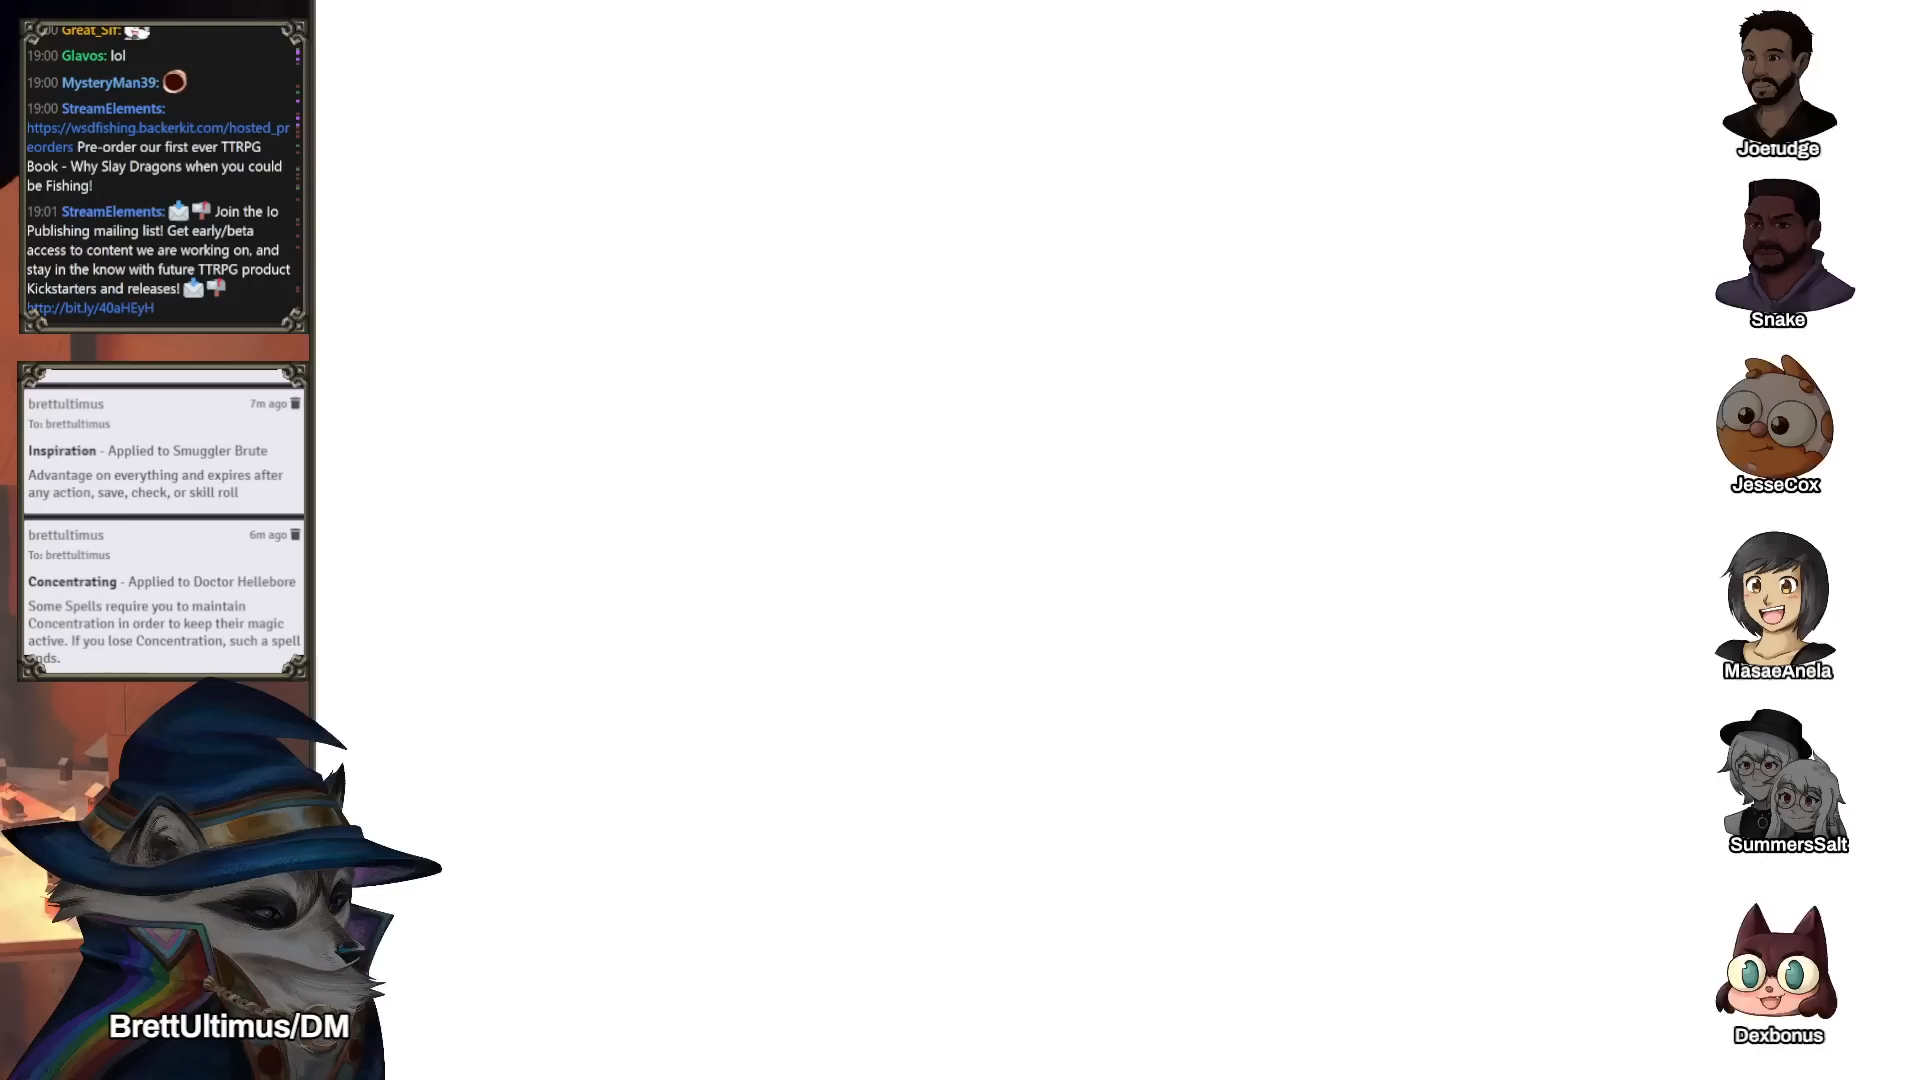 19:00 Great_Sif:
19:00 Glavos: lol
19:00 MysteryMan39:
19:00 StreamElements:
https://wsdfishing.backerkit.com/hosted_pr
eorders Pre-order our first ever TTRPG
Book - Why Slay Dragons when you could
be Fishing!
19:01 StreamElements: Join the Io
Publishing mailing list! Get early/beta
access to content we are working on, and
stay in the know with future TTRPG product
Kickstarters and releases!
http://bit.ly/40aHEyH
brettultimus 7m ago
To: brettultimus
Inspiration - Applied to Smuggler Brute
Advantage on everything and expires after
any action, save, check, or skill roll
brettultimus 6m ago
To: brettultimus
Concentrating - Applied to Doctor Hellebore
Some Spells require you to maintain
Concentration in order to keep their magic
active. If you lose Concentration, such a spell
ends.
BrettUltimus/DM
Joefudge
Snake
JesseCox
MasaeAnela
SummersSalt
Dexbonus